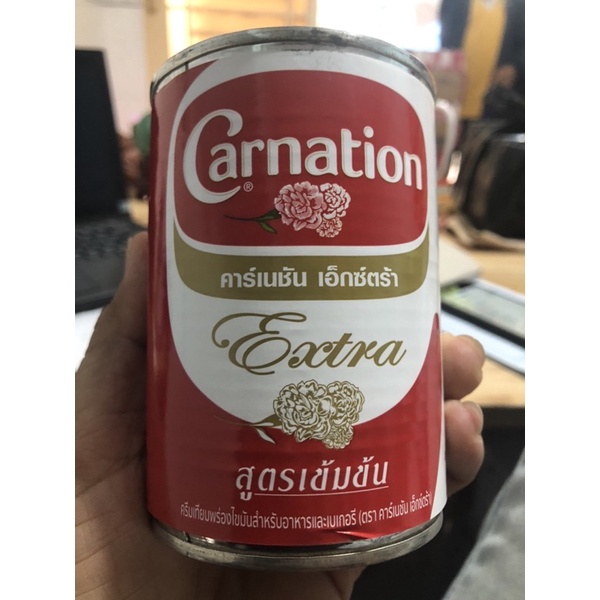 Carnation®
คาร์เนชัน เอ็กซ์ตร้า
Extra
สูตรเข้มข้น
ครีมเทียมพร่องไขมันสำหรับอาหารและเบเกอรี่ (ตรา คาร์เนชัน เอ็กซ์ตร้า)